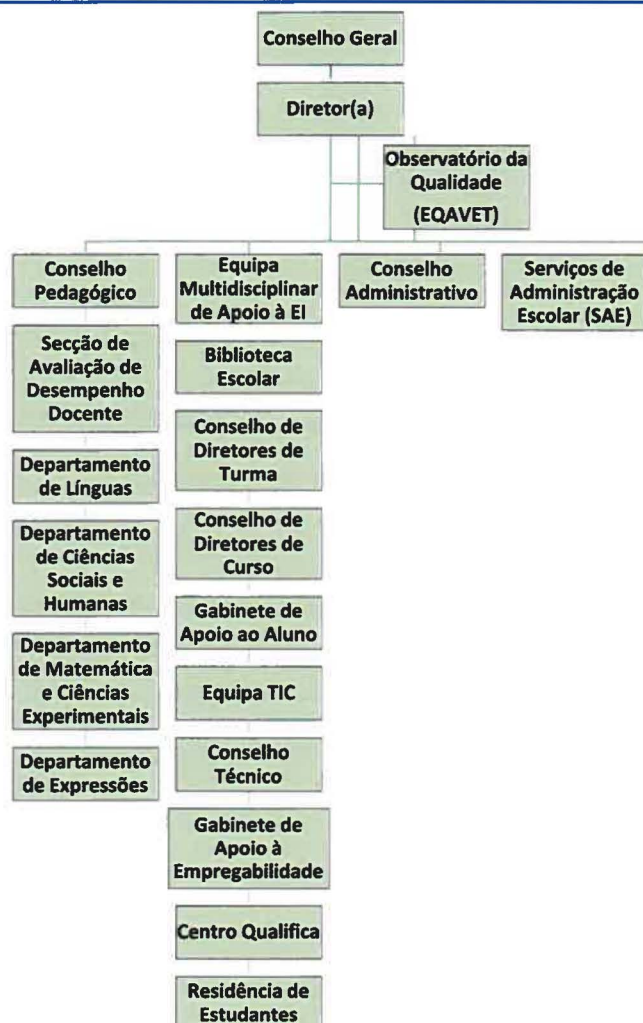 Conselho Geral
Diretor(a)
Observatório da
Qualidade
(EQAVET)
Conselho
Pedagógico
Secção de
Avaliação de
Desempenho
Docente
Departamento
de Línguas
Departamento
de Ciências
Sociais e
Humanas
Departamento
de Matemática
e Ciências
Experimentais
Departamento
de Expressões
Equipa
Multidisciplinar
de Apoio à EI
Biblioteca
Escolar
Conselho de
Diretores de
Turma
Conselho de
Diretores de
Curso
Gabinete de
Apoio ao Aluno
Equipa TIC
Conselho
Técnico
Gabinete de
Apoio à
Empregabilidade
Centro Qualifica
Residência de
Estudantes
Conselho
Administrativo
Serviços de
Administração
Escolar (SAE)